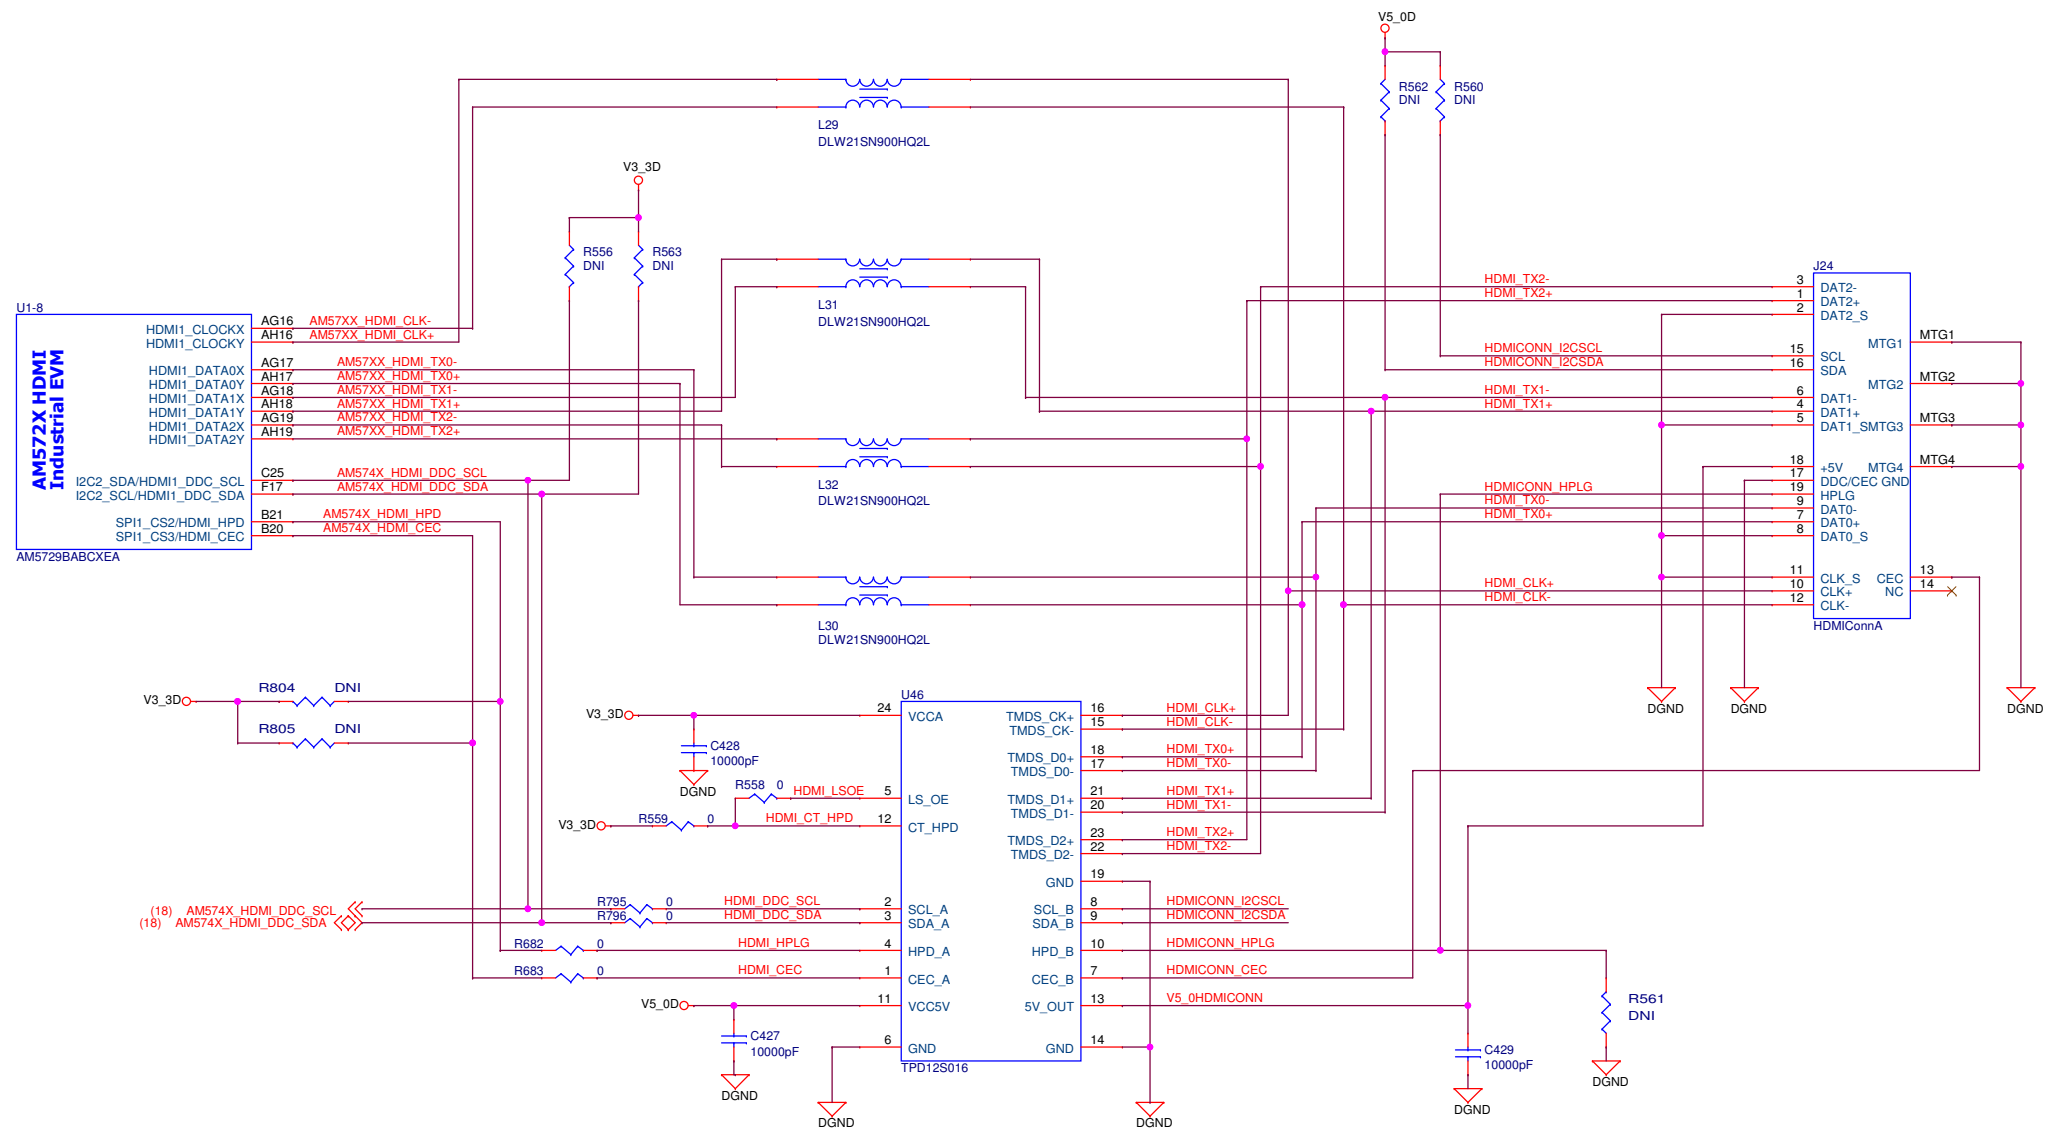 V5_0D
R562
DNI
R560
DNI
L29
DLW21SN900HQ2L
V3_3D
R556
DNI
R563
DNI
L31
DLW21SN900HQ2L
L32
DLW21SN900HQ2L
L30
DLW21SN900HQ2L
U1-8
AM572X HDMI
Industrial EVM
HDMI1_CLOCKX AG16 AM57XX_HDMI_CLK-
HDMI1_CLOCKY AH16 AM57XX_HDMI_CLK+
HDMI1_DATA0X AG17 AM57XX_HDMI_TX0-
HDMI1_DATA0Y AH17 AM57XX_HDMI_TX0+
HDMI1_DATA1X AG18 AM57XX_HDMI_TX1-
HDMI1_DATA1Y AH18 AM57XX_HDMI_TX1+
HDMI1_DATA2X AG19 AM57XX_HDMI_TX2-
HDMI1_DATA2Y AH19 AM57XX_HDMI_TX2+
I2C2_SDA/HDMI1_DDC_SCL C25 AM574X_HDMI_DDC_SCL
I2C2_SCL/HDMI1_DDC_SDA F17 AM574X_HDMI_DDC_SDA
SPI1_CS2/HDMI_HPD B21 AM574X_HDMI_HPD
SPI1_CS3/HDMI_CEC B20 AM574X_HDMI_CEC
AM5729BABCXEA
J24
HDMI_TX2- 3 DAT2-
HDMI_TX2+ 1 DAT2+
2 DAT2_S
MTG1 MTG1
HDMICONN_I2CSCL 15 SCL
HDMICONN_I2CSDA 16 SDA
MTG2 MTG2
HDMI_TX1- 6 DAT1-
HDMI_TX1+ 4 DAT1+
5 DAT1_S MTG3 MTG3
18 +5V MTG4 MTG4
17 DDC/CEC GND
HDMICONN_HPLG 19 HPLG
HDMI_TX0- 9 DAT0-
HDMI_TX0+ 7 DAT0+
8 DAT0_S
11 CLK_S CEC 13
HDMI_CLK+ 10 CLK+ NC 14
HDMI_CLK- 12 CLK-
HDMIConnA
DGND
DGND
DGND
V3_3D
R804 DNI
R805 DNI
U46
V3_3D 24 VCCA
C428
10000pF
DGND
R558 0 HDMI_LSOE 5 LS_OE
V3_3D R559 0 HDMI_CT_HPD 12 CT_HPD
(18) AM574X_HDMI_DDC_SCL R795 0 HDMI_DDC_SCL 2 SCL_A
(18) AM574X_HDMI_DDC_SDA R796 0 HDMI_DDC_SDA 3 SDA_A
R682 0 HDMI_HPLG 4 HPD_A
R683 0 HDMI_CEC 1 CEC_A
V5_0D 11 VCC5V
C427
10000pF
DGND
6 GND
DGND
TPD12S016
TMDS_CK+ 16 HDMI_CLK+
TMDS_CK- 15 HDMI_CLK-
TMDS_D0+ 18 HDMI_TX0+
TMDS_D0- 17 HDMI_TX0-
TMDS_D1+ 21 HDMI_TX1+
TMDS_D1- 20 HDMI_TX1-
TMDS_D2+ 23 HDMI_TX2+
TMDS_D2- 22 HDMI_TX2-
GND 19
SCL_B 8 HDMICONN_I2CSCL
SDA_B 9 HDMICONN_I2CSDA
HPD_B 10 HDMICONN_HPLG
CEC_B 7 HDMICONN_CEC
5V_OUT 13 V5_0HDMICONN
GND 14
DGND
C429
10000pF
DGND
R561
DNI
DGND